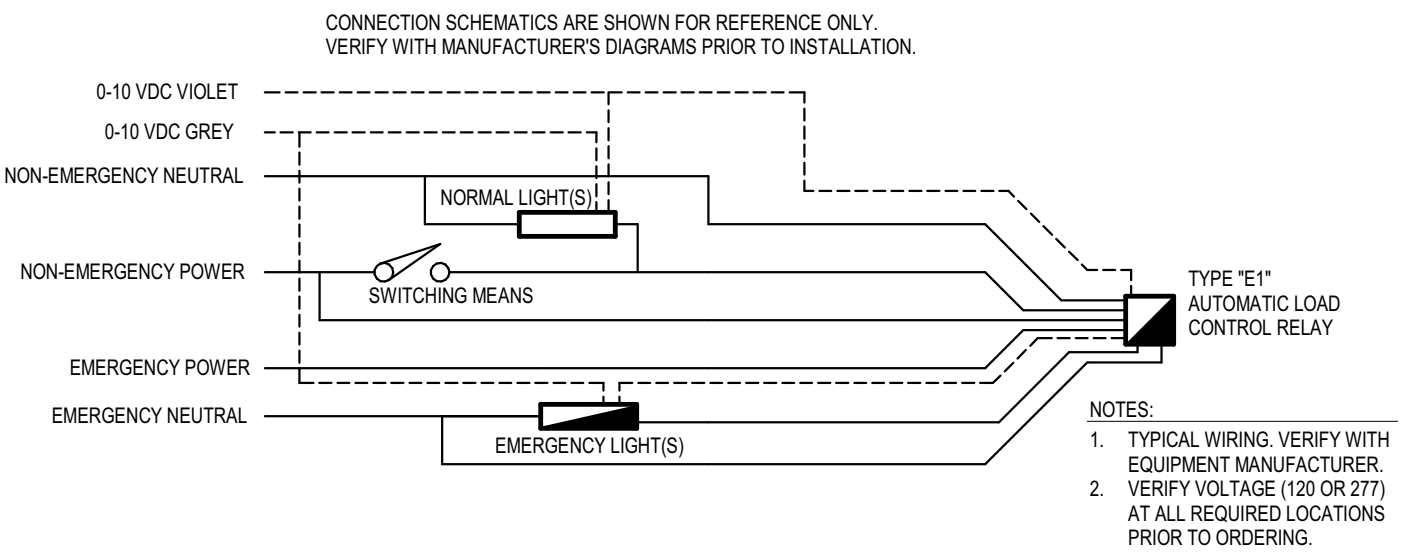 CONNECTION SCHEMATICS ARE SHOWN FOR REFERENCE ONLY.
VERIFY WITH MANUFACTURER'S DIAGRAMS PRIOR TO INSTALLATION.
0-10 VDC VIOLET
0-10 VDC GREY
NON-EMERGENCY NEUTRAL
NORMAL LIGHT(S)
NON-EMERGENCY POWER
SWITCHING MEANS
TYPE "E1"
AUTOMATIC LOAD
CONTROL RELAY
EMERGENCY POWER
EMERGENCY NEUTRAL
EMERGENCY LIGHT(S)
NOTES:
1. TYPICAL WIRING. VERIFY WITH
EQUIPMENT MANUFACTURER.
2. VERIFY VOLTAGE (120 OR 277)
AT ALL REQUIRED LOCATIONS
PRIOR TO ORDERING.